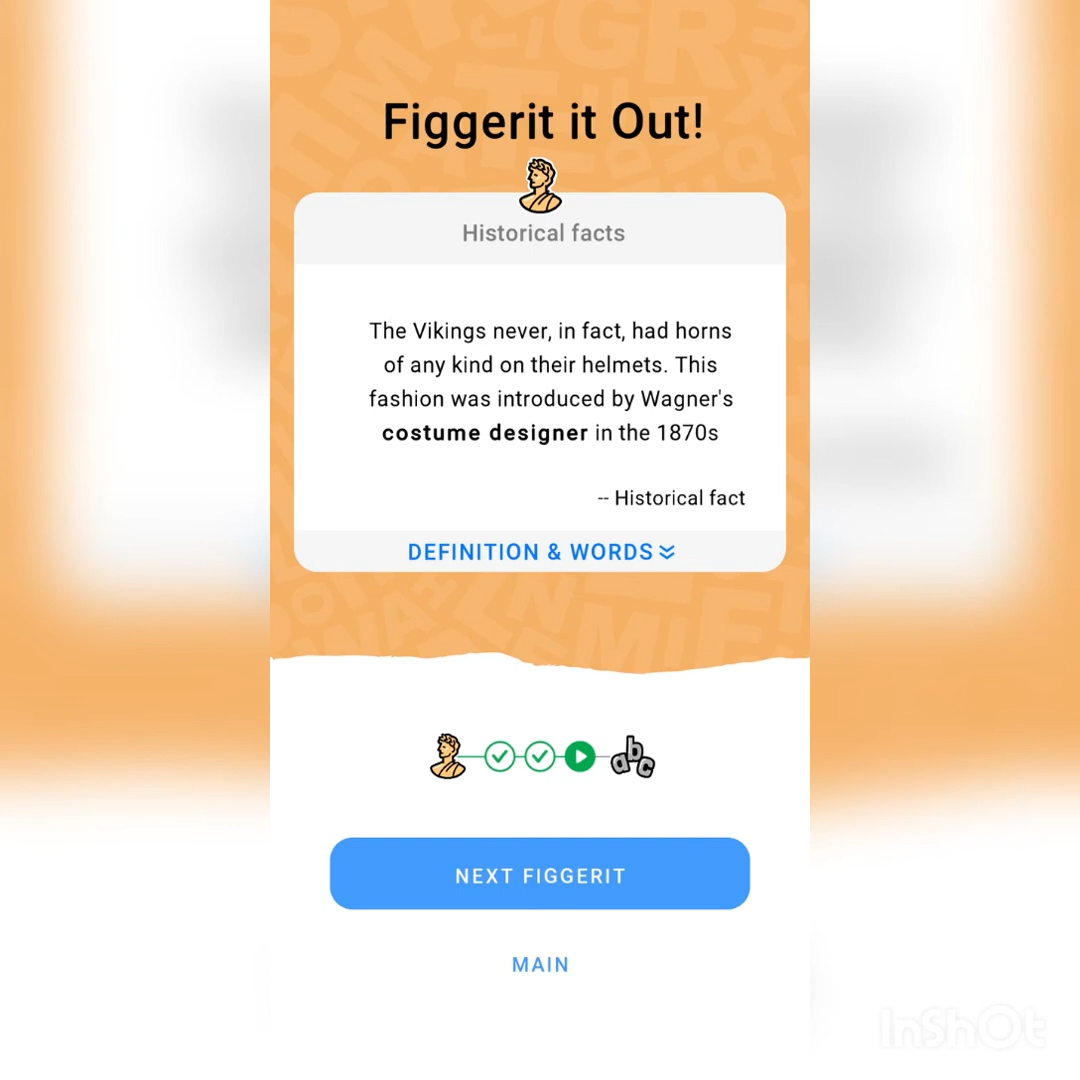 Figgerit it Out!
Historical facts
The Vikings never, in fact, had horns
of any kind on their helmets. This
fashion was introduced by Wagner's
costume designer in the 1870s
-- Historical fact
DEFINITION & WORDS
abc
NEXT FIGGERIT
MAIN
InShOt